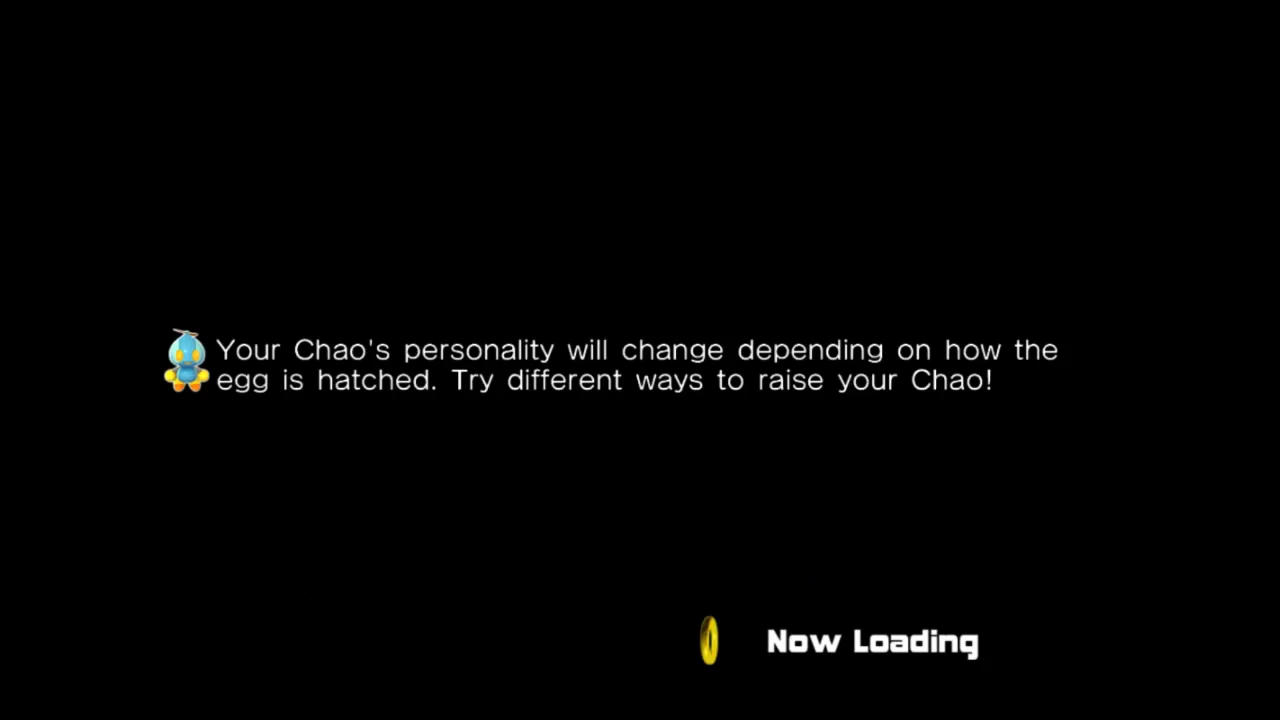 Your Chao's personality will change depending on how the
egg is hatched. Try different ways to raise your Chao!
Now Loading